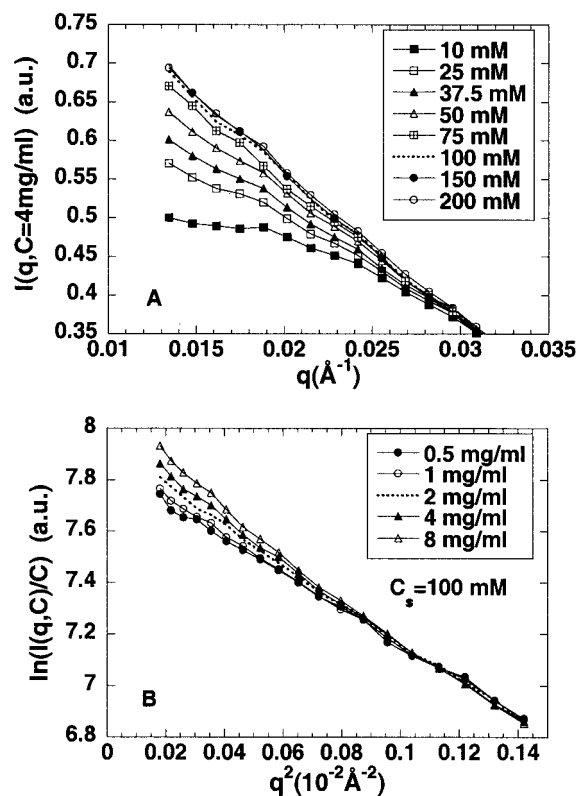 0.75
0.7
0.65
0.6
0.55
0.5
0.45
0.4
0.35
I(q,C=4mg/ml) (a.u.)
10 mM
25 mM
37.5 mM
50 mM
75 mM
100 mM
150 mM
200 mM
A
0.01 0.015 0.02 0.025 0.03 0.035
q(Å⁻¹)
8
7.8
7.6
7.4
7.2
7
6.8
ln(I(q,C)/C) (a.u.)
0.5 mg/ml
1 mg/ml
2 mg/ml
4 mg/ml
8 mg/ml
Cₛ=100 mM
B
0 0.02 0.04 0.06 0.08 0.1 0.12 0.14
q²(10⁻²Å⁻²)